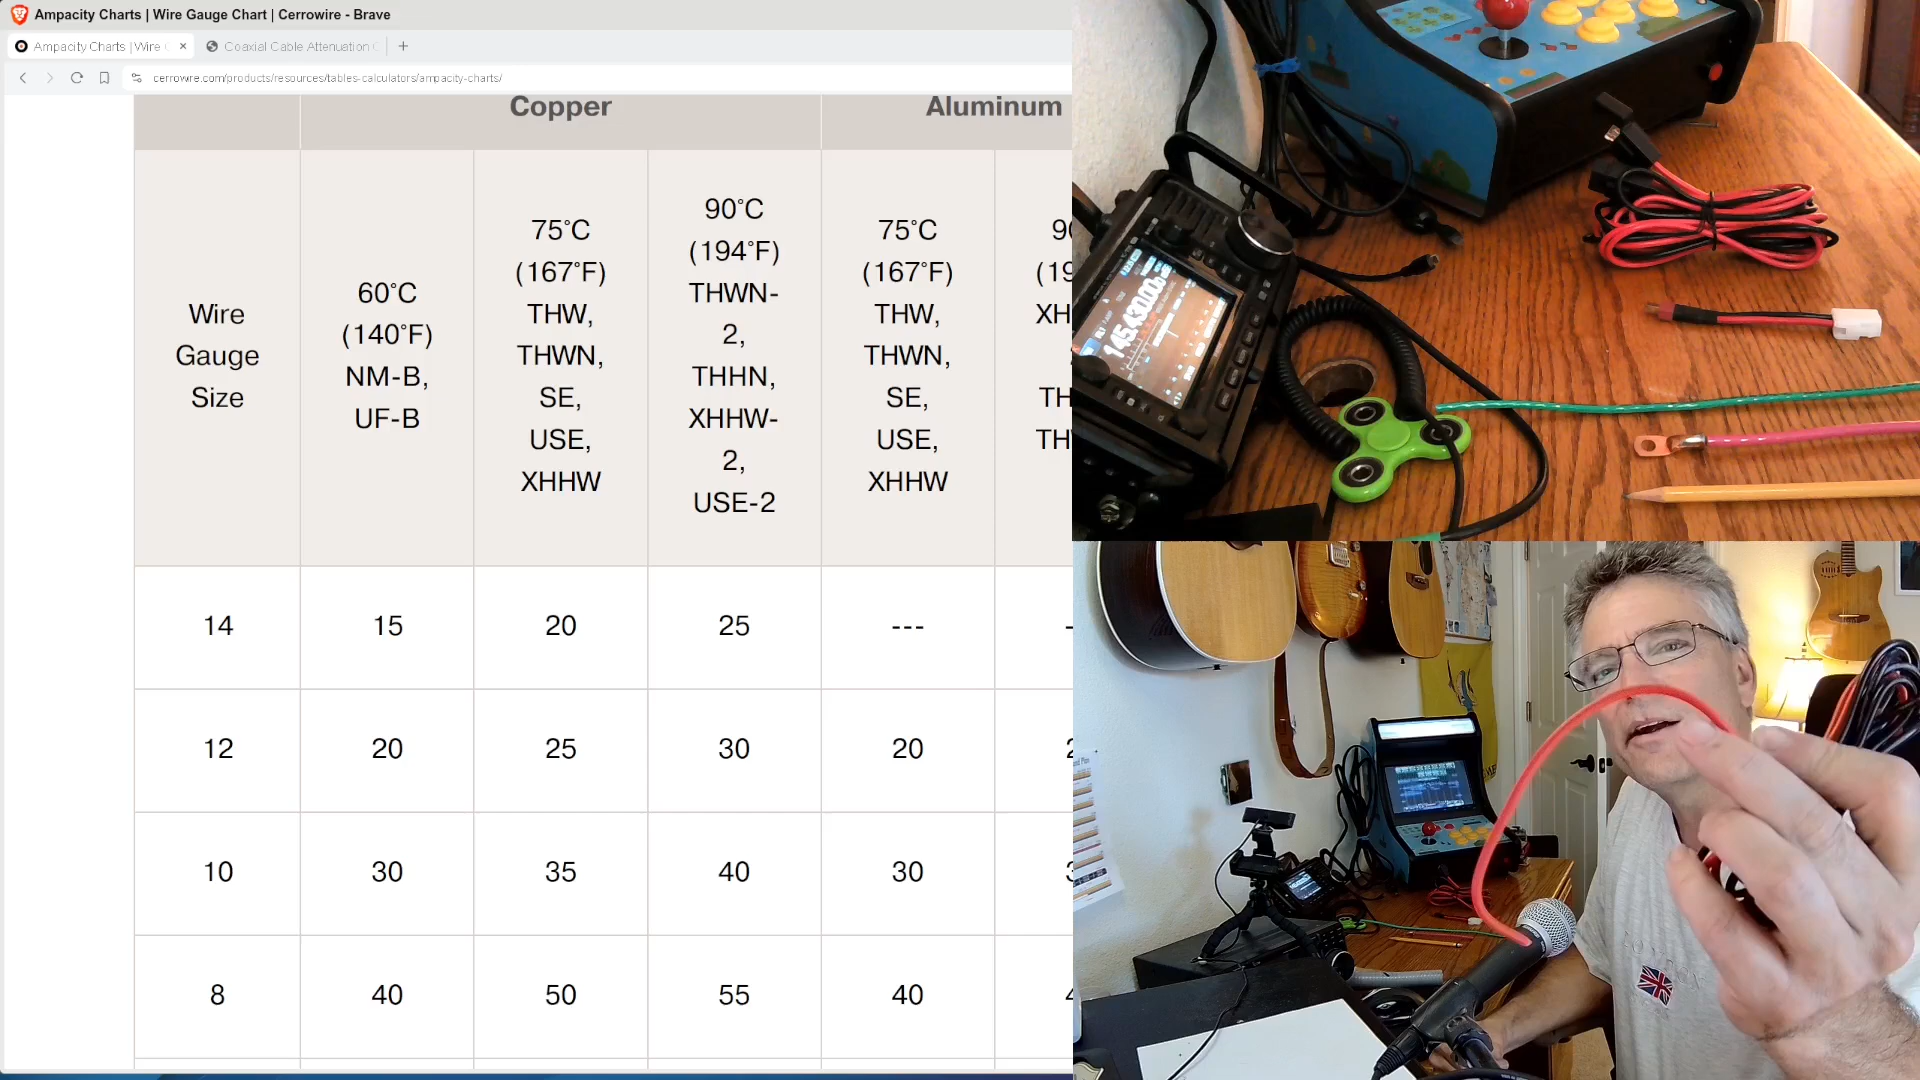 Ampacity Charts | Wire Gauge Chart | Cerrowire - Brave
Ampacity Charts | Wire
Coaxial Cable Attenuation
cerrowire.com/products/resources/tables-calculators/ampacity-charts/
Copper
Aluminum
Wire
Gauge
Size
60°C
(140°F)
NM-B,
UF-B
75°C
(167°F)
THW,
THWN,
SE,
USE,
XHHW
90°C
(194°F)
THWN-
2,
THHN,
XHHW-
2,
USE-2
75°C
(167°F)
THW,
THWN,
SE,
USE,
XHHW
14 15 20 25 ---
12 20 25 30 20
10 30 35 40 30
8 40 50 55 40
145.430.00